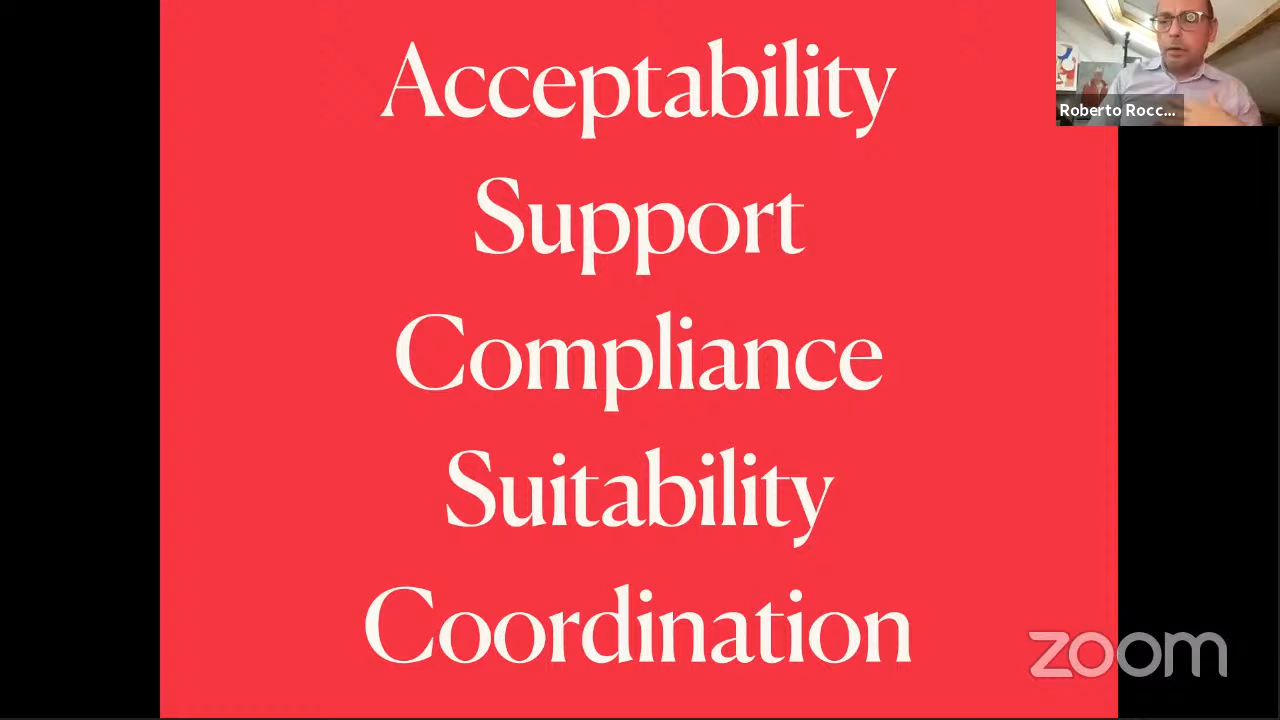 Acceptability
Roberto Rocc...
Support
Compliance
Suitability
Coordination
zoom